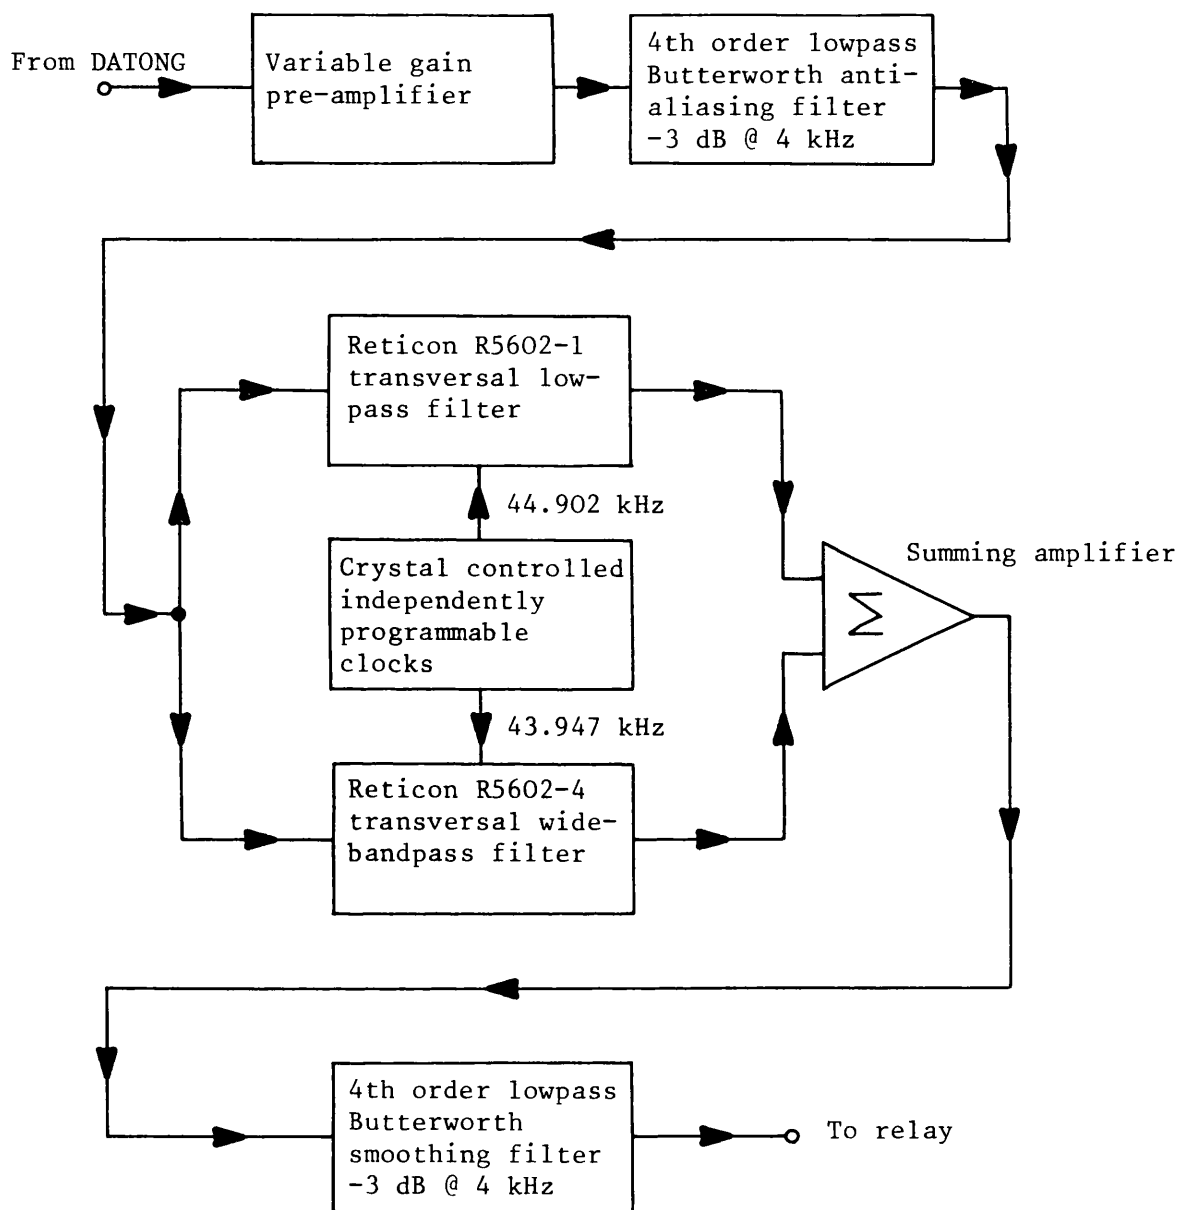 From DATONG
Variable gain
pre-amplifier
4th order lowpass
Butterworth anti-
aliasing filter
-3 dB @ 4 kHz
Reticon R5602-1
transversal low-
pass filter
44.902 kHz
Crystal controlled
independently
programmable
clocks
43.947 kHz
Reticon R5602-4
transversal wide-
bandpass filter
Σ
Summing amplifier
4th order lowpass
Butterworth
smoothing filter
-3 dB @ 4 kHz
To relay